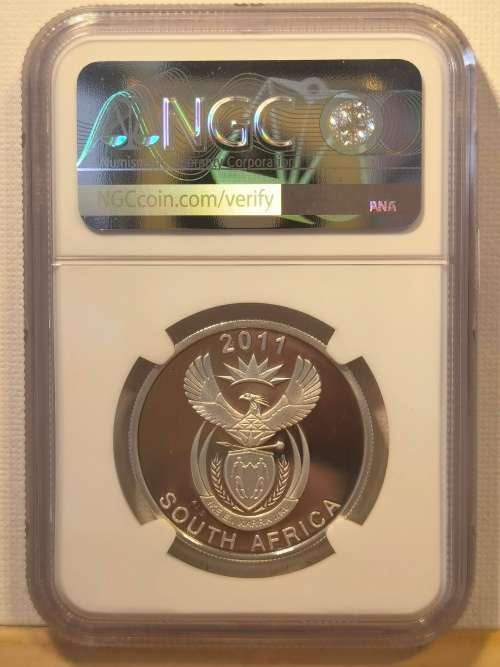 NGC
Numismatic Guaranty Corporation
NGCcoin.com/verify
ANA
2011
SOUTH AFRICA